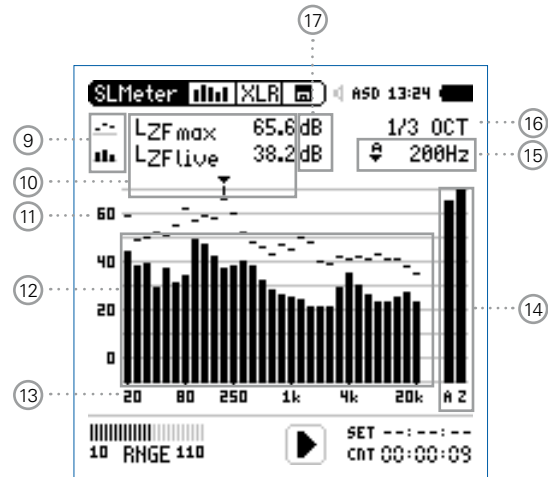 17
SLMeter XLR ASD 13:24
9
LZFmax 65.6 dB 1/3 OCT 16
LZFlive 38.2 dB 200Hz 15
10
11 60
40
12 20 14
0
13 20 80 250 1k 4k 20k A Z
10 RNGE 110 SET --:--:--
CNT 00:00:09